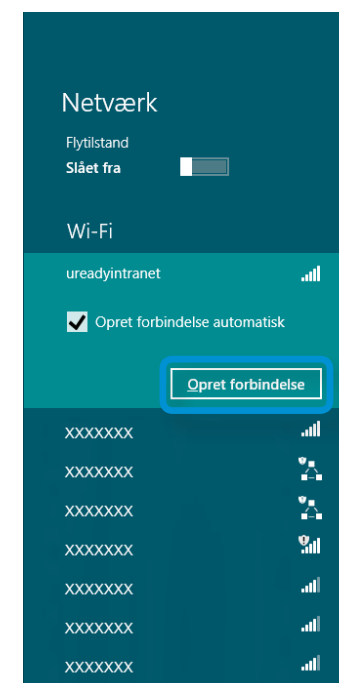 Netværk
Flytilstand
Slået fra
Wi-Fi
ureadyintranet
Opret forbindelse automatisk
Opret forbindelse
xxxxxxx
xxxxxxx
xxxxxxx
xxxxxxx
xxxxxxx
xxxxxxx
xxxxxxx